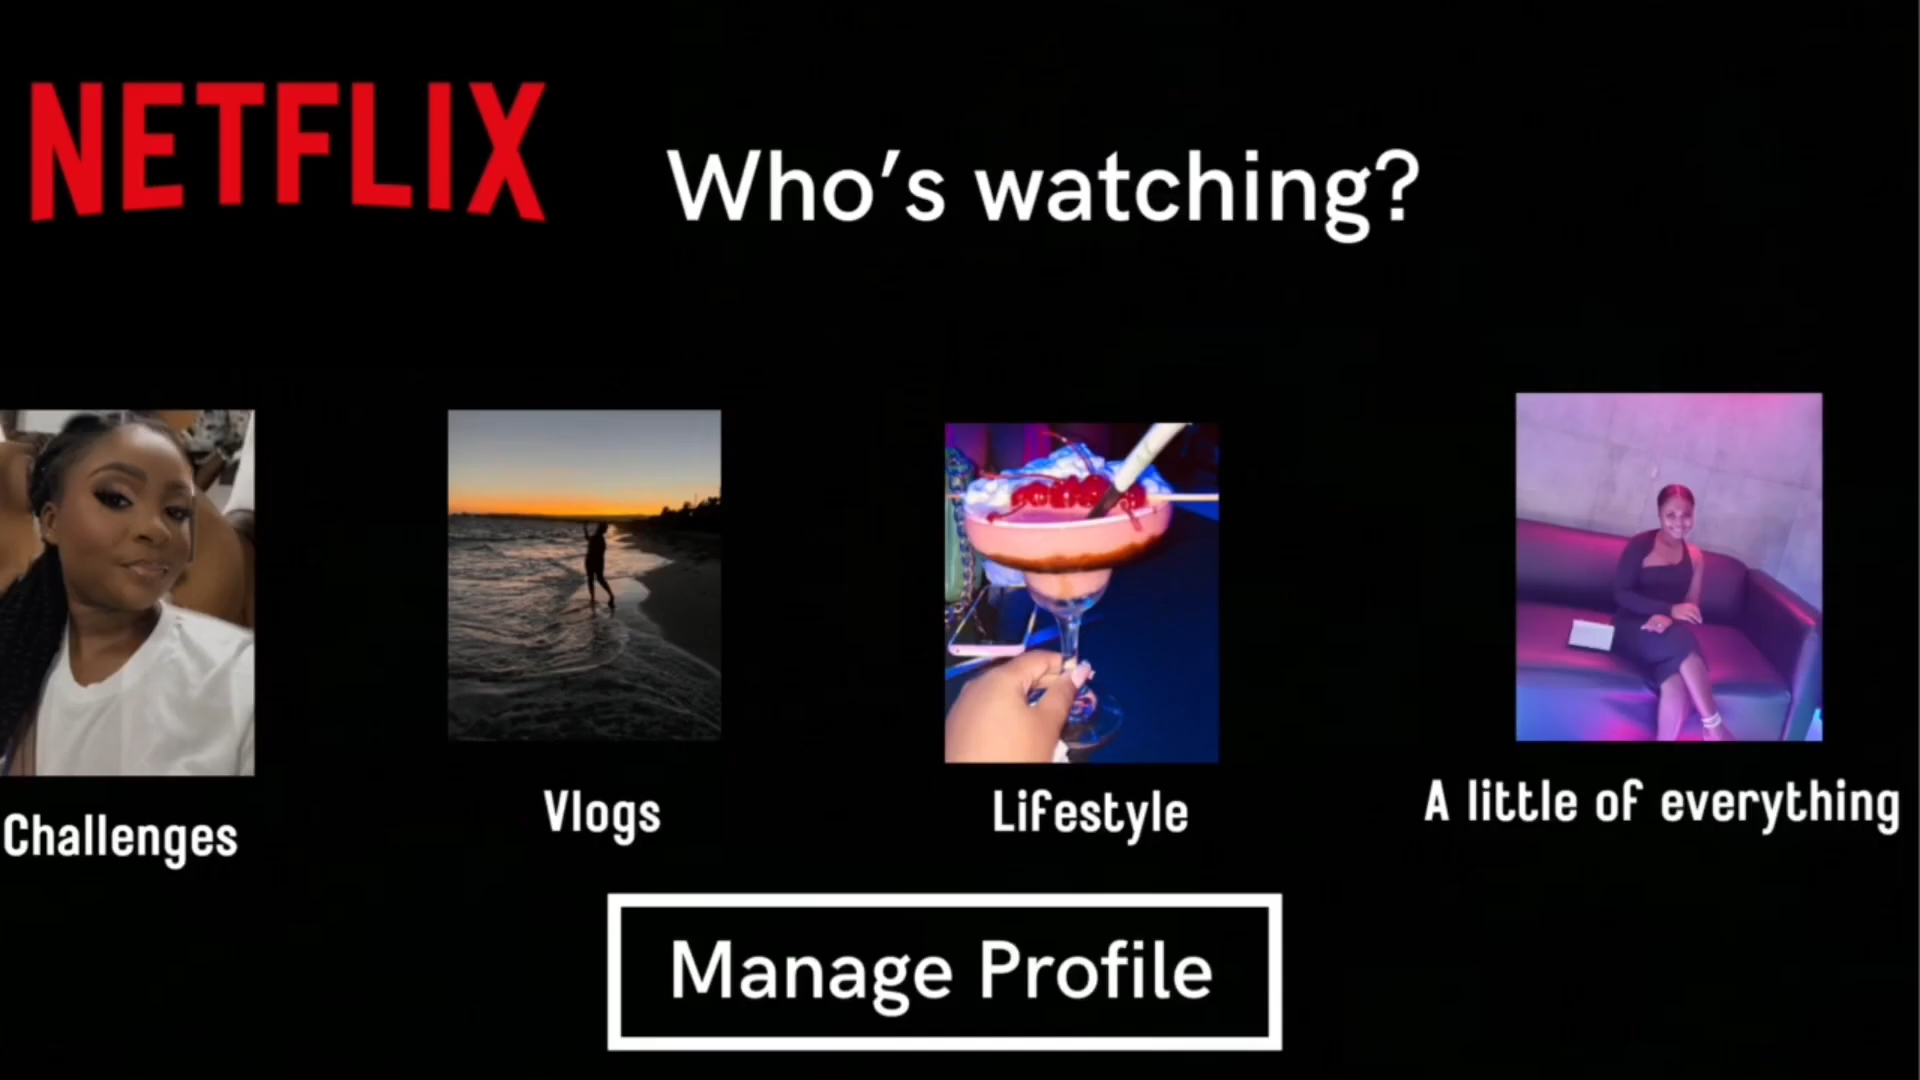 NETFLIX
Who's watching?
Challenges
Vlogs
Lifestyle
A little of everything
Manage Profile